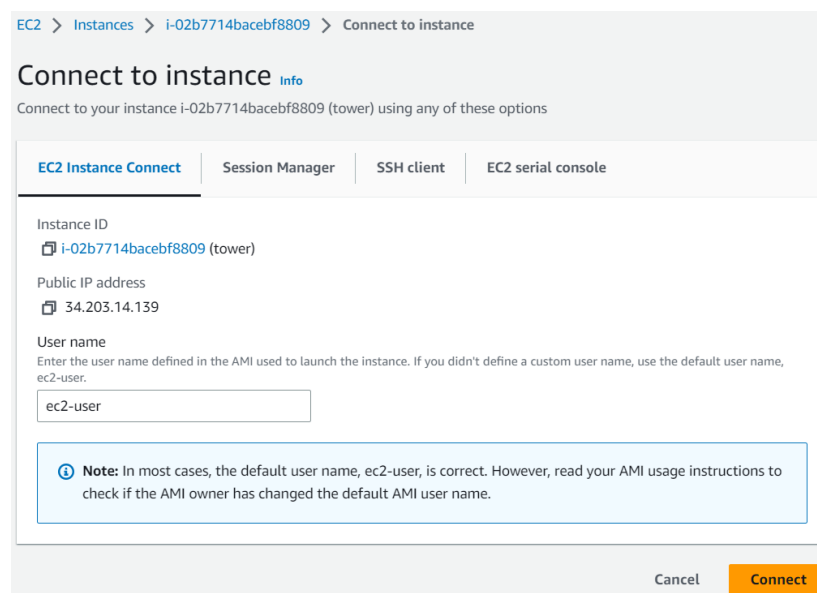 EC2 > Instances > i-02b7714bacebf8809 > Connect to instance
Connect to instance Info
Connect to your instance i-02b7714bacebf8809 (tower) using any of these options
EC2 Instance Connect Session Manager SSH client EC2 serial console
Instance ID
i-02b7714bacebf8809 (tower)
Public IP address
34.203.14.139
User name
Enter the user name defined in the AMI used to launch the instance. If you didn't define a custom user name, use the default user name,
ec2-user.
ec2-user
Note: In most cases, the default user name, ec2-user, is correct. However, read your AMI usage instructions to
check if the AMI owner has changed the default AMI user name.
Cancel Connect